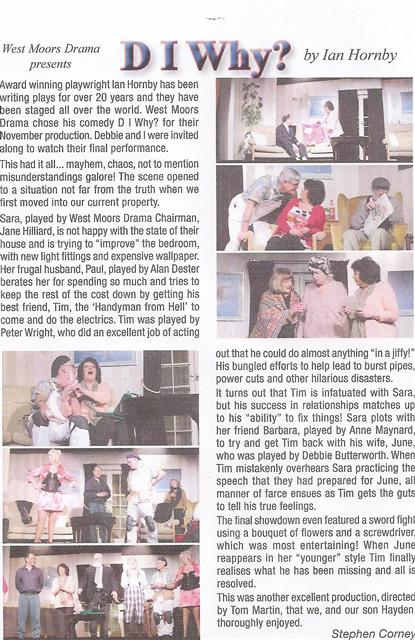 West Moors Drama
presents
D I Why?
by Ian Hornby
Award winning playwright Ian Hornby has been
writing plays for over 20 years and they have
been staged all over the world. West Moors
Drama chose his comedy D I Why? for their
November production. Debbie and I were invited
along to watch their final performance.
This had it all... mayhem, chaos, not to mention
misunderstandings galore! The scene opened
to a situation not far from the truth when we
first moved into our current property.
Sara, played by West Moors Drama Chairman,
Jane Hilliard, is not happy with the state of their
house and is trying to "improve" the bedroom,
with new light fittings and expensive wallpaper.
Her frugal husband, Paul, played by Alan Dester
berates her for spending so much and tries to
keep the rest of the cost down by getting his
best friend, Tim, the 'Handyman from Hell' to
come and do the electrics. Tim was played by
Peter Wright, who did an excellent job of acting
out that he could do almost anything "in a jiffy!"
His bungled efforts to help lead to burst pipes,
power cuts and other hilarious disasters.
It turns out that Tim is infatuated with Sara,
but his success in relationships matches up
to his "ability" to fix things! Sara plots with
her friend Barbara, played by Anne Maynard,
to try and get Tim back with his wife, June,
who was played by Debbie Butterworth. When
Tim mistakenly overhears Sara practicing the
speech that they had prepared for June, all
manner of farce ensues as Tim gets the guts
to tell his true feelings.
The final showdown even featured a sword fight
using a bouquet of flowers and a screwdriver,
which was most entertaining! When June
reappears in her "younger" style Tim finally
realises what he has been missing and all is
resolved.
This was another excellent production, directed
by Tom Martin, that we, and our son Hayden
thoroughly enjoyed.
Stephen Corney